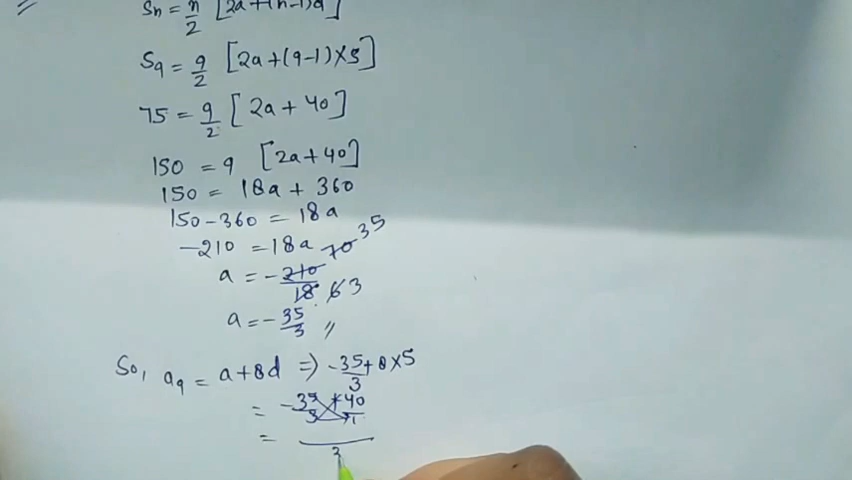 Sn = n/2 [2a+(n-1)d]
S9 = 9/2 [2a+(9-1)×5]
75 = 9/2 [2a+40]
150 = 9 [2a+40]
150 = 18a + 360
150-360 = 18a
-210 = 18a
a = -210/18 70 35 6 3
a = -35/3 //
So, a9 = a+8d => -35/3 + 8×5
= -35/3 + 40/1
= /3